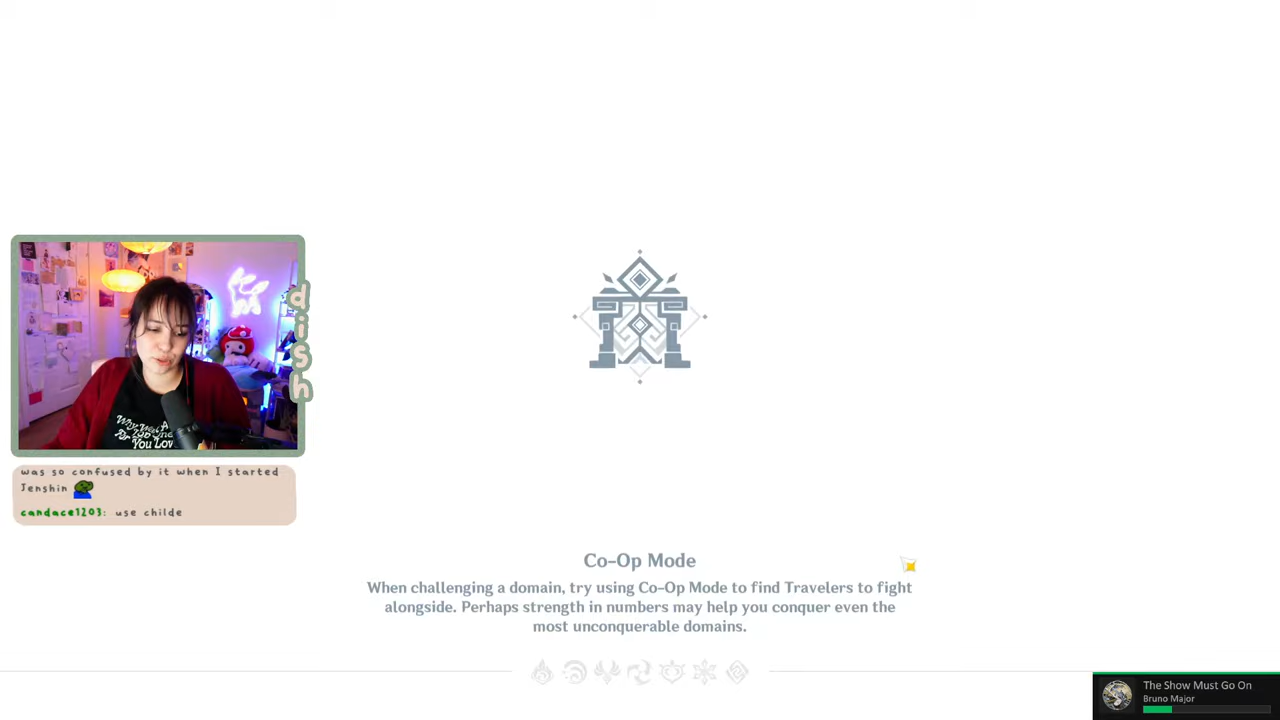 dish
was so confused by it when I started
Jenshin
candace1203: use childe
Co-Op Mode
When challenging a domain, try using Co-Op Mode to find Travelers to fight
alongside. Perhaps strength in numbers may help you conquer even the
most unconquerable domains.
The Show Must Go On
Bruno Major